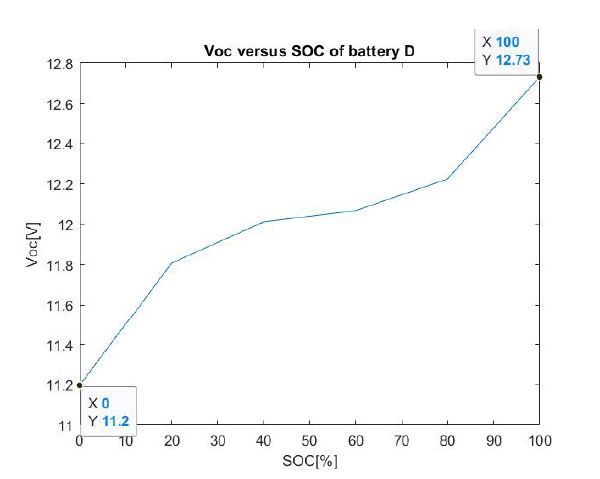 Voc versus SOC of battery D
X 100
Y 12.73
12.8
12.6
12.4
12.2
12
11.8
11.6
11.4
11.2
11
Voc[V]
X 0
Y 11.2
0 10 20 30 40 50 60 70 80 90 100
SOC[%]